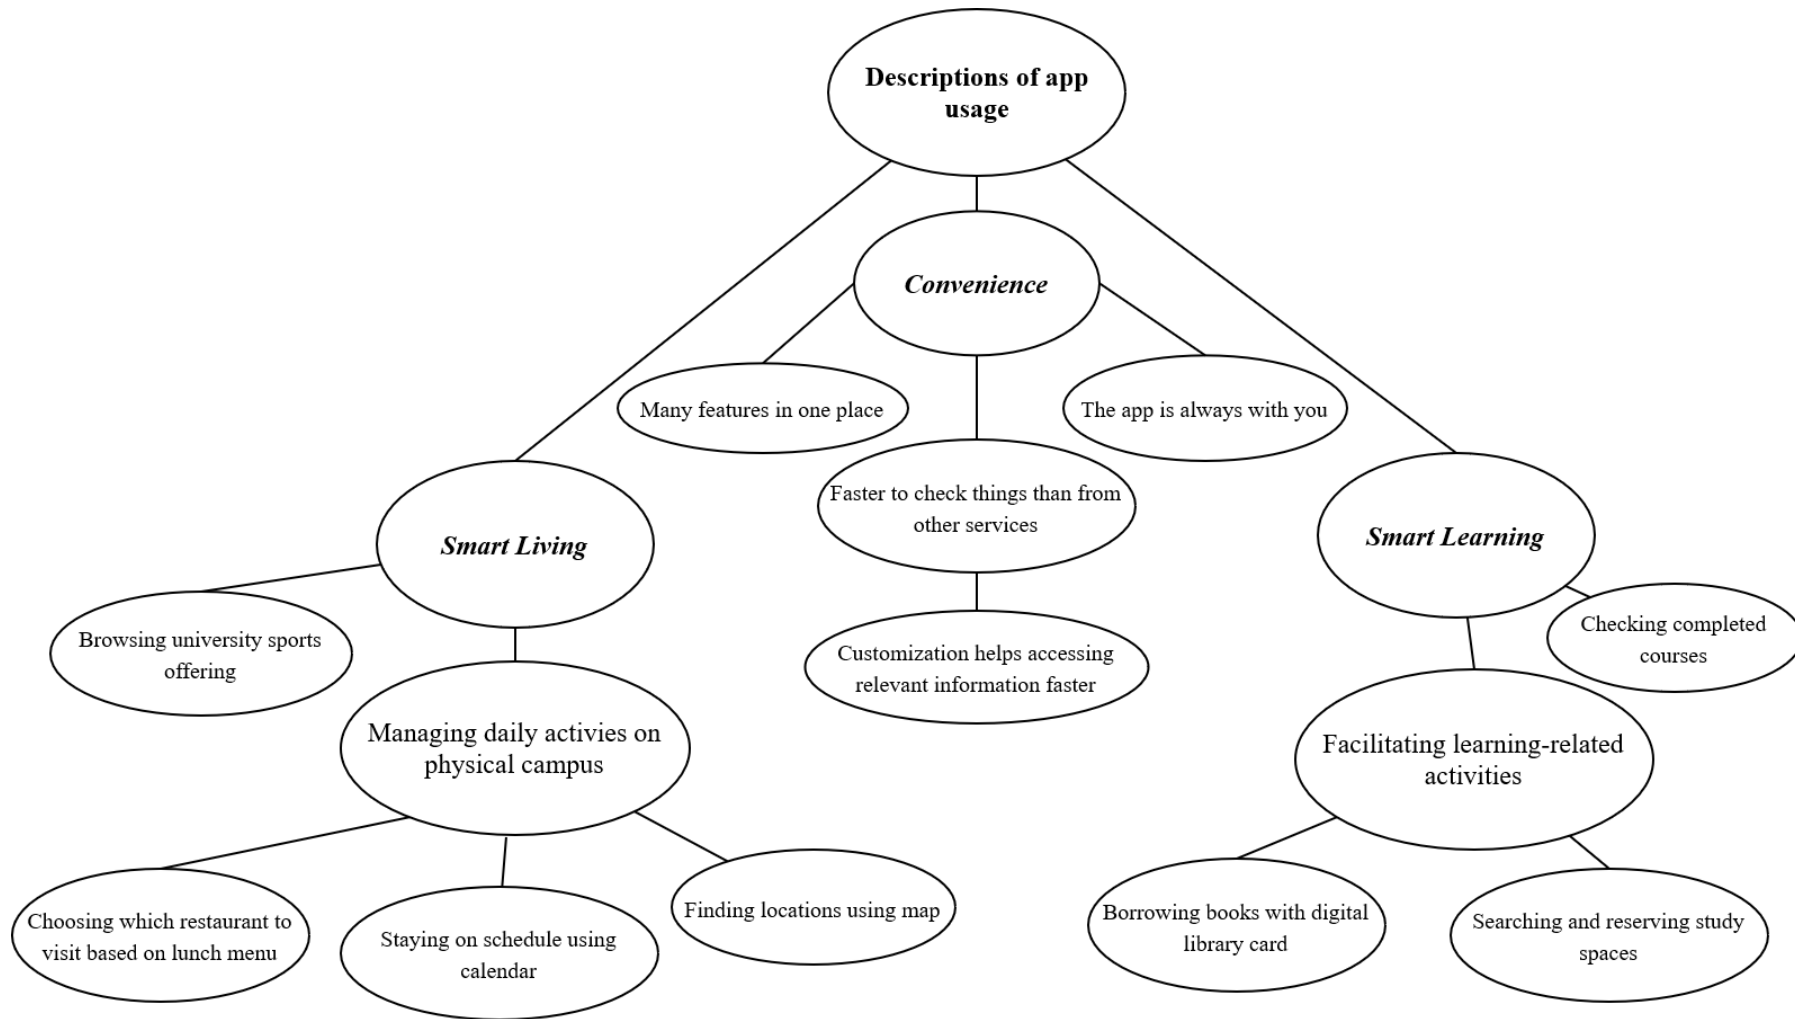 Descriptions of app
usage
Convenience
Many features in one place
The app is always with you
Faster to check things than from
other services
Customization helps accessing
relevant information faster
Smart Living
Browsing university sports
offering
Managing daily activies on
physical campus
Choosing which restaurant to
visit based on lunch menu
Staying on schedule using
calendar
Finding locations using map
Smart Learning
Checking completed
courses
Facilitating learning-related
activities
Borrowing books with digital
library card
Searching and reserving study
spaces